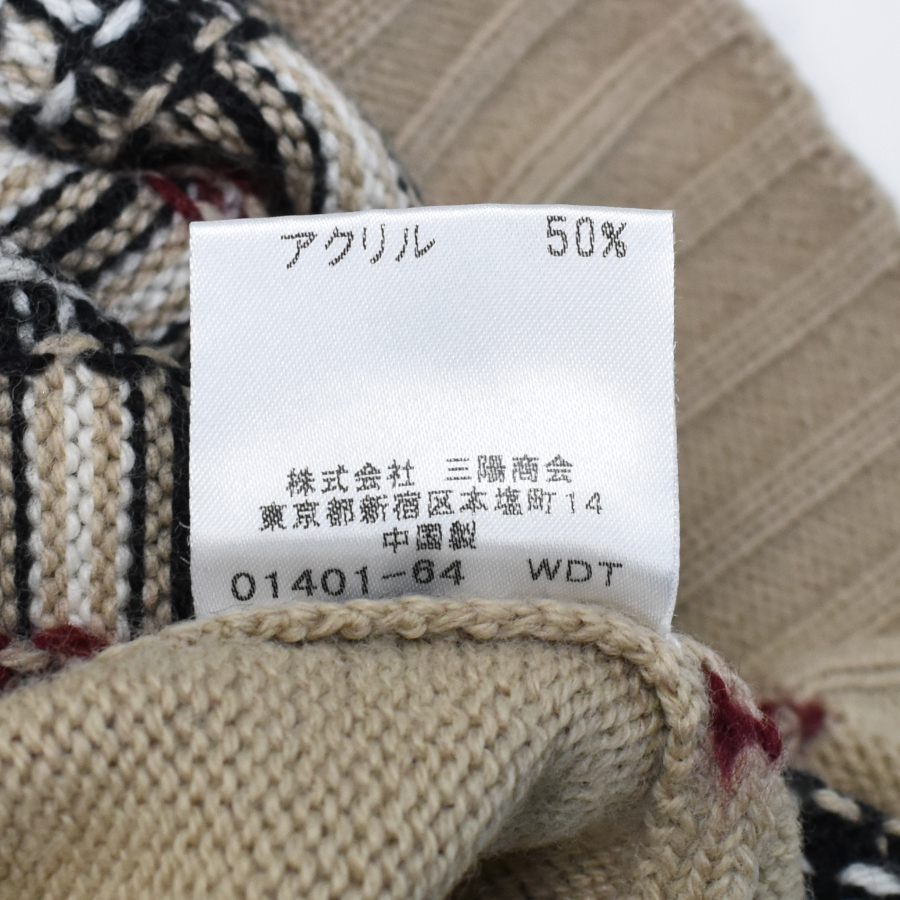 アクリル 50%
株式会社 三陽商会
東京都新宿区本塩町14
中国製
01401-64 WDT